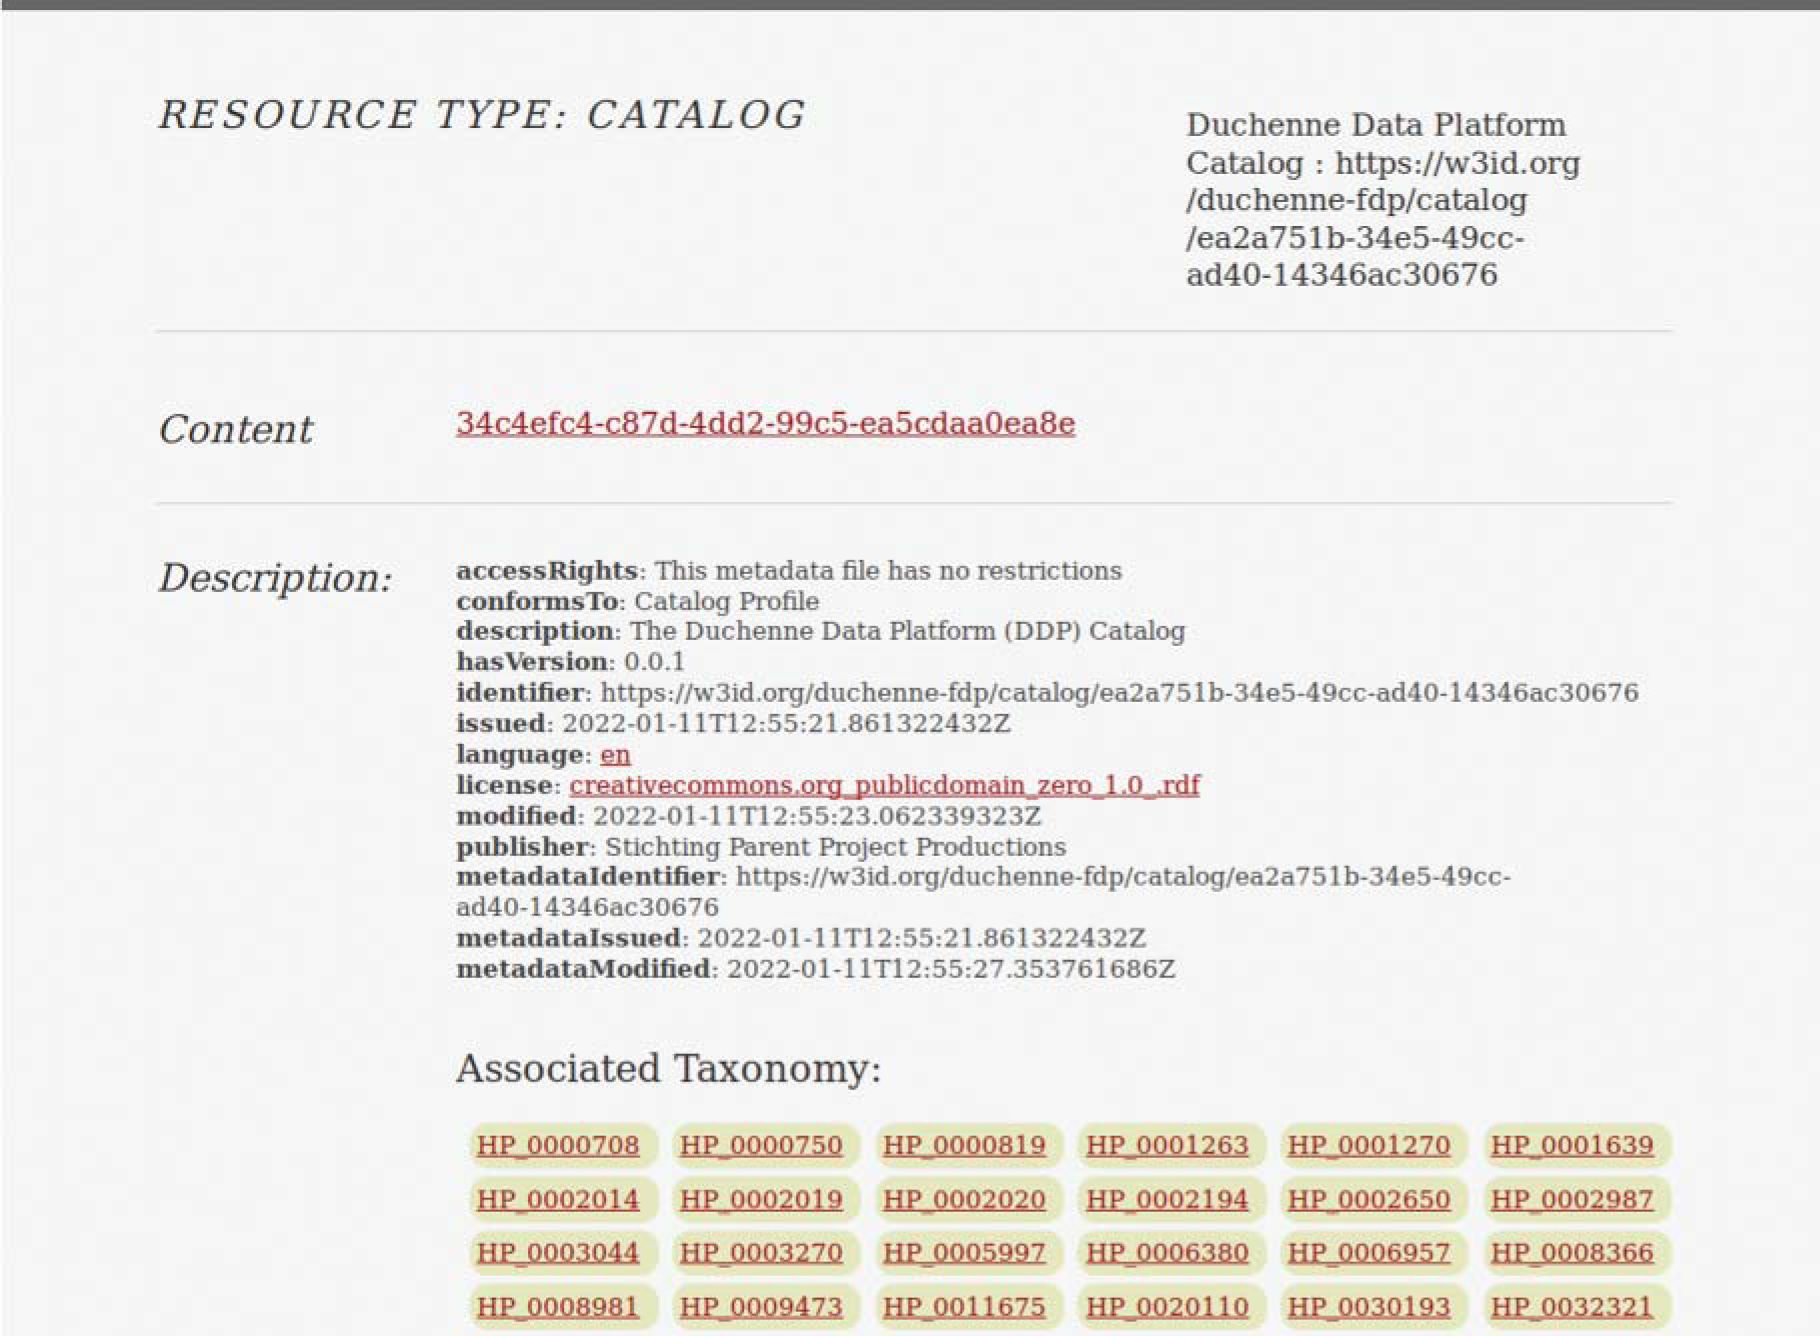 RESOURCE TYPE: CATALOG
Duchenne Data Platform
Catalog : https://w3id.org
/duchenne-fdp/catalog
/ea2a751b-34e5-49cc-
ad40-14346ac30676
Content
34c4efc4-c87d-4dd2-99c5-ea5cdaa0ea8e
Description:
accessRights: This metadata file has no restrictions
conformsTo: Catalog Profile
description: The Duchenne Data Platform (DDP) Catalog
hasVersion: 0.0.1
identifier: https://w3id.org/duchenne-fdp/catalog/ea2a751b-34e5-49cc-ad40-14346ac30676
issued: 2022-01-11T12:55:21.861322432Z
language: en
license: creativecommons.org_publicdomain_zero_1.0_.rdf
modified: 2022-01-11T12:55:23.062339323Z
publisher: Stichting Parent Project Productions
metadataIdentifier: https://w3id.org/duchenne-fdp/catalog/ea2a751b-34e5-49cc-
ad40-14346ac30676
metadataIssued: 2022-01-11T12:55:21.861322432Z
metadataModified: 2022-01-11T12:55:27.353761686Z
Associated Taxonomy:
HP_0000708 HP_0000750 HP_0000819 HP_0001263 HP_0001270 HP_0001639
HP_0002014 HP_0002019 HP_0002020 HP_0002194 HP_0002650 HP_0002987
HP_0003044 HP_0003270 HP_0005997 HP_0006380 HP_0006957 HP_0008366
HP_0008981 HP_0009473 HP_0011675 HP_0020110 HP_0030193 HP_0032321